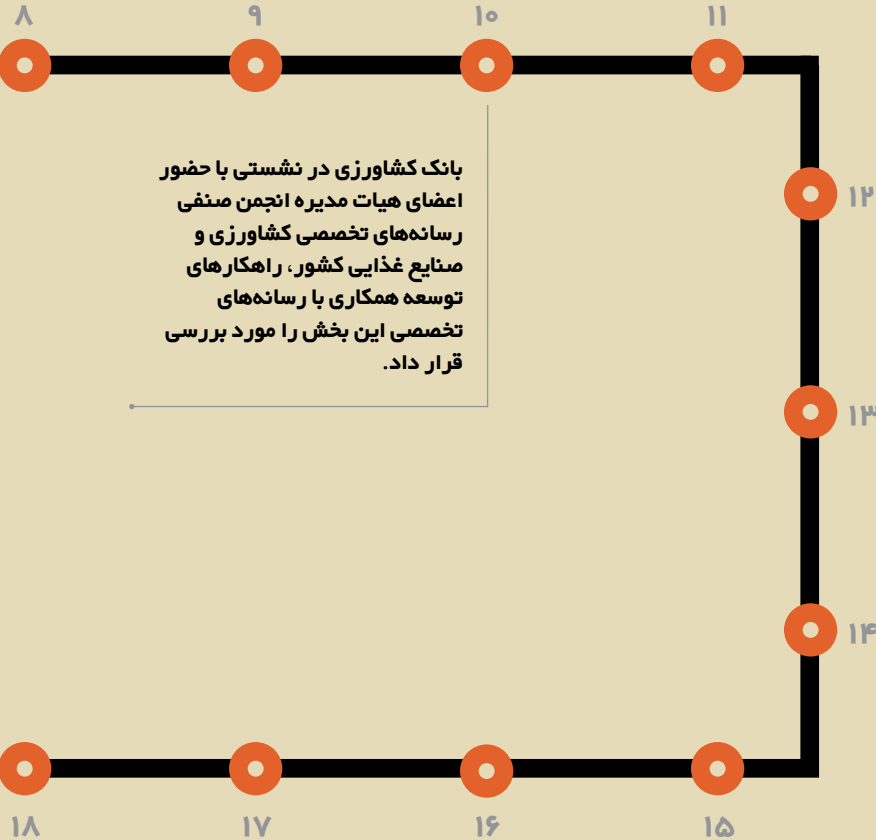 ۸
۹
۱۰
۱۱
بانک کشاورزی در نشستی با حضور
اعضای هیات مدیره انجمن صنفی
رسانه‌های تخصصی کشاورزی و
صنایع غذایی کشور، راهکارهای
توسعه همکاری با رسانه‌های
تخصصی این بخش را مورد بررسی
قرار داد.
۱۲
۱۳
۱۴
۱۵
۱۶
۱۷
۱۸